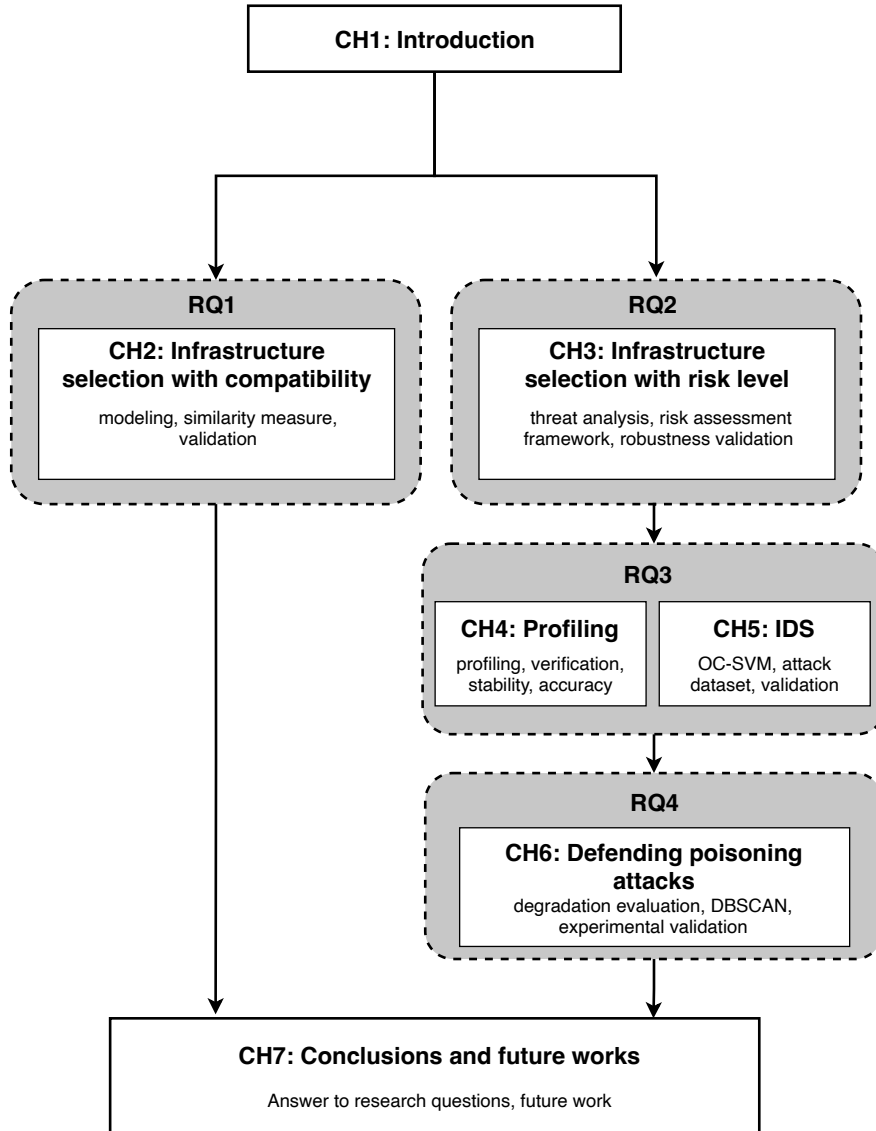 CH1: Introduction
RQ1
CH2: Infrastructure
selection with compatibility
modeling, similarity measure,
validation
RQ2
CH3: Infrastructure
selection with risk level
threat analysis, risk assessment
framework, robustness validation
RQ3
CH4: Profiling
profiling, verification,
stability, accuracy
CH5: IDS
OC-SVM, attack
dataset, validation
RQ4
CH6: Defending poisoning
attacks
degradation evaluation, DBSCAN,
experimental validation
CH7: Conclusions and future works
Answer to research questions, future work